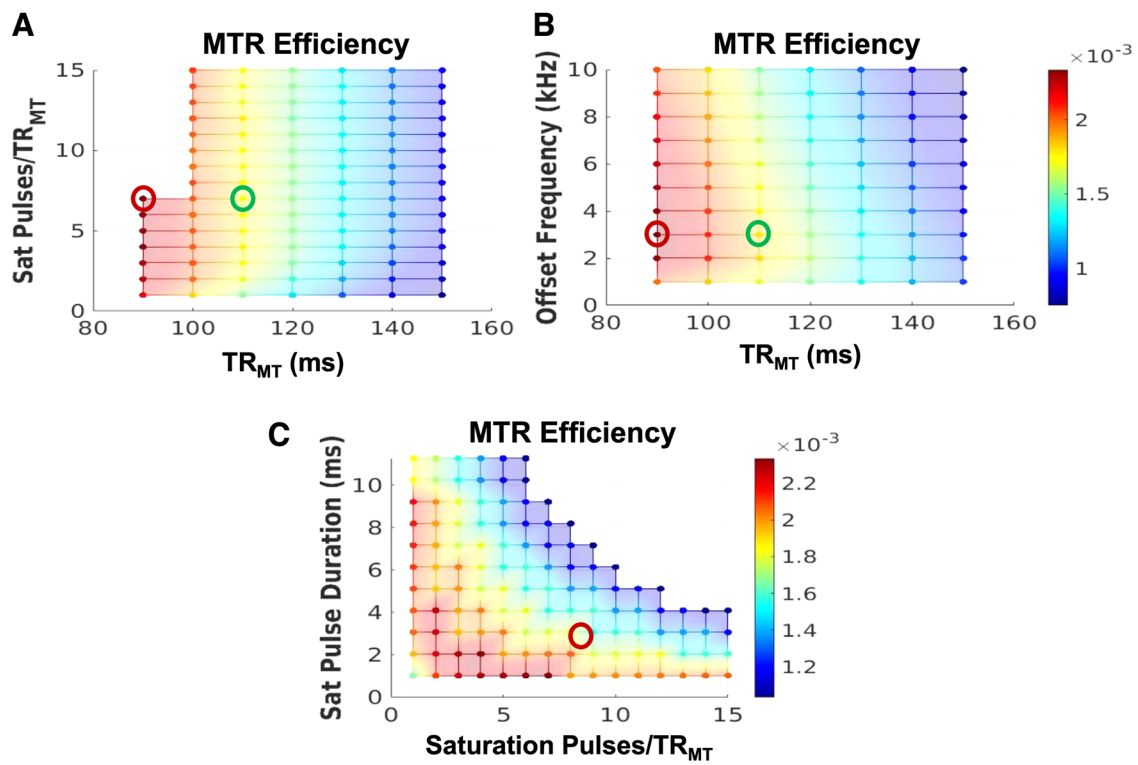 A
MTR Efficiency
Sat Pulses/TRMT
15
10
5
0
80 100 120 140 160
TRMT (ms)
B
MTR Efficiency
Offset Frequency (kHz)
10
8
6
4
2
0
80 100 120 140 160
TRMT (ms)
×10-3
2
1.5
1
C
MTR Efficiency
Sat Pulse Duration (ms)
10
8
6
4
2
0
0 5 10 15
Saturation Pulses/TRMT
×10-3
2.2
2
1.8
1.6
1.4
1.2